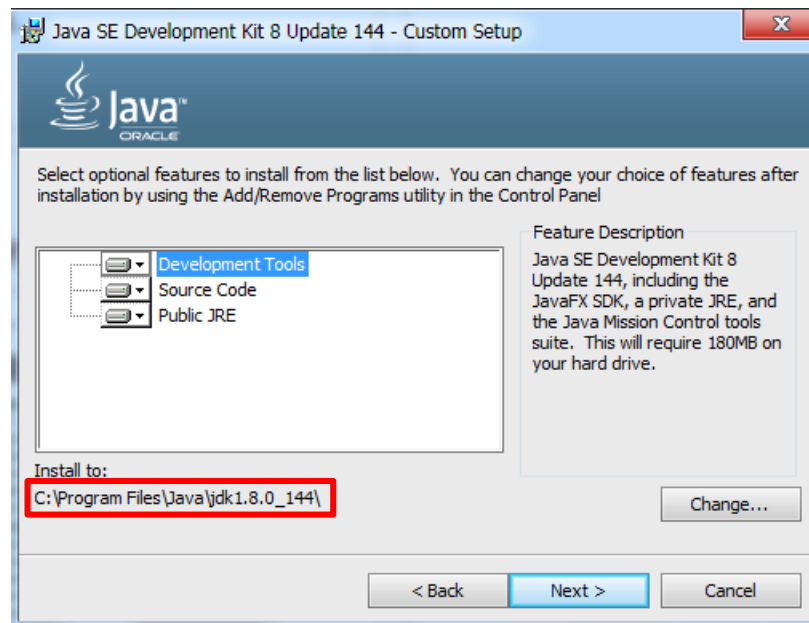 Java SE Development Kit 8 Update 144 - Custom Setup
Java™
ORACLE
Select optional features to install from the list below. You can change your choice of features after
installation by using the Add/Remove Programs utility in the Control Panel
Development Tools
Source Code
Public JRE
Feature Description
Java SE Development Kit 8
Update 144, including the
JavaFX SDK, a private JRE, and
the Java Mission Control tools
suite. This will require 180MB on
your hard drive.
Install to:
C:\Program Files\Java\jdk1.8.0_144\
Change...
< Back
Next >
Cancel